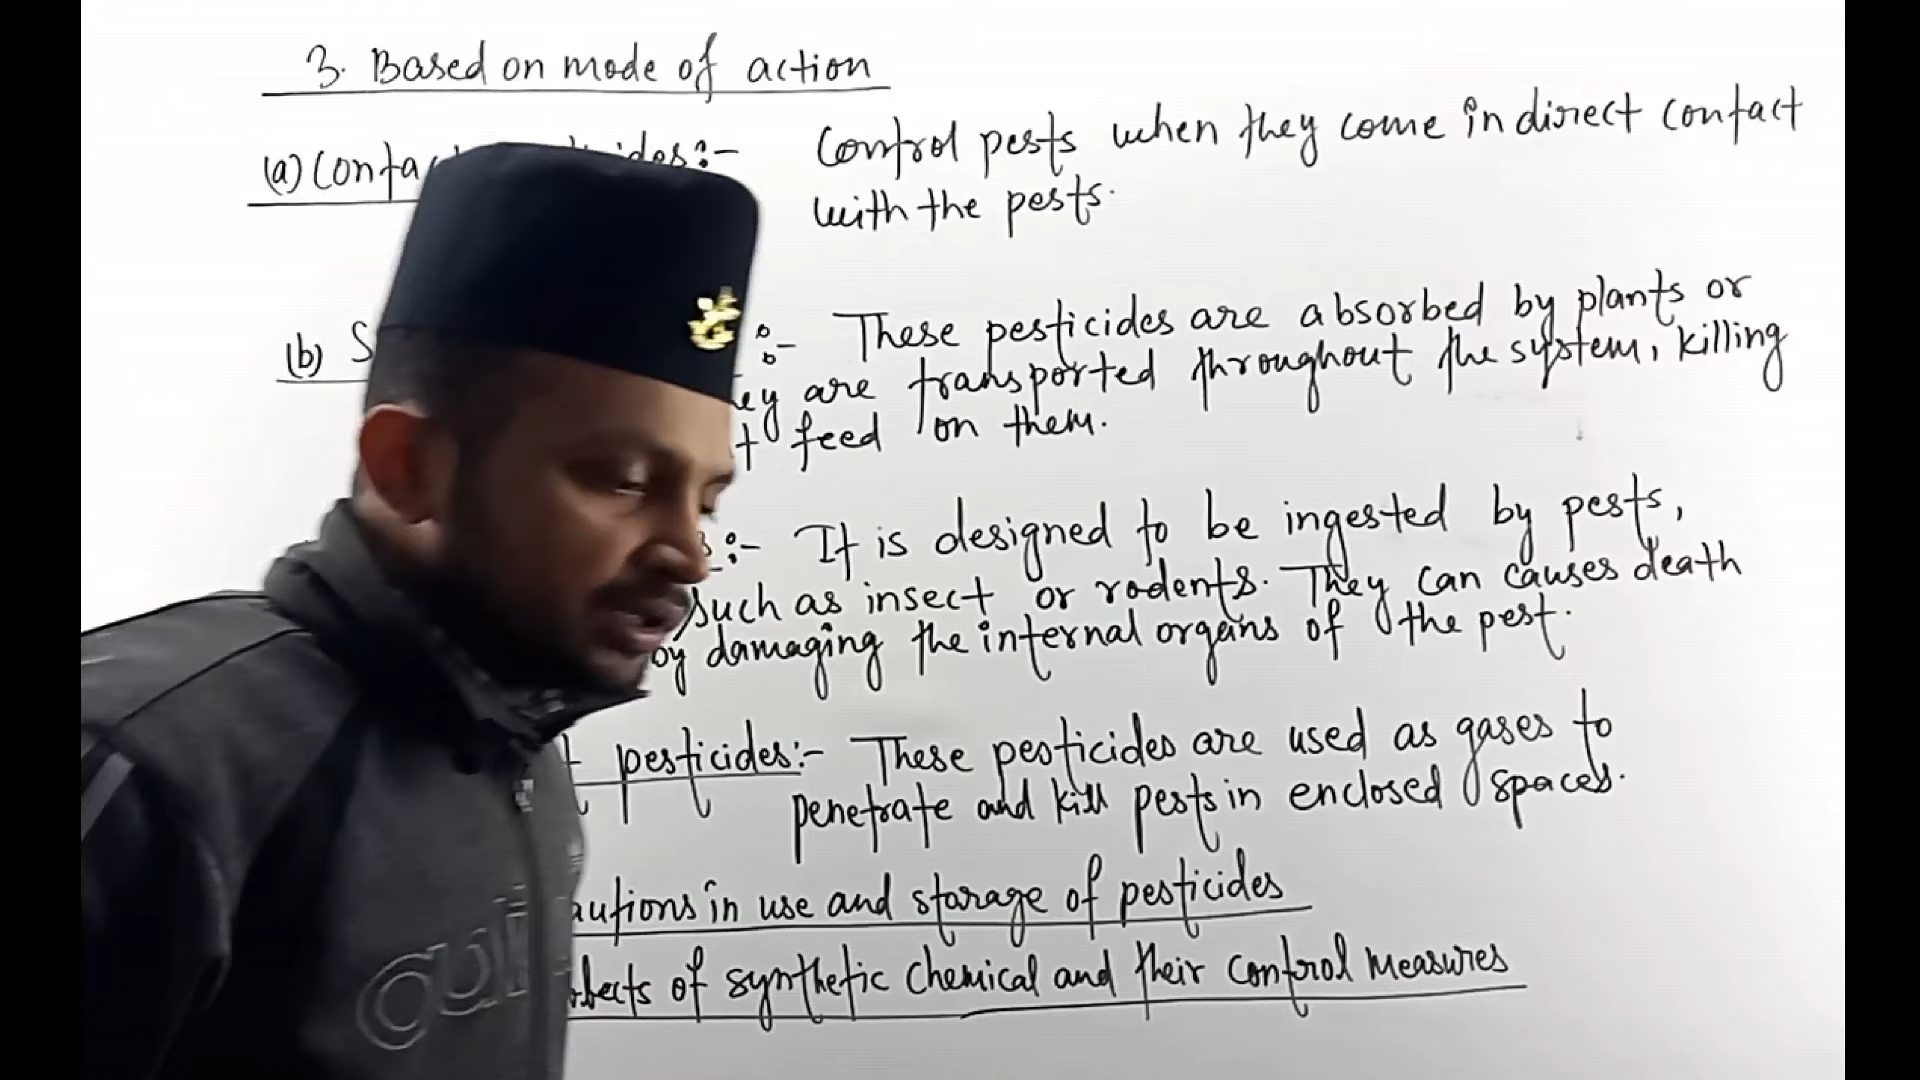 3. Based on mode of action
(a) Conta ides:- Control pests when they come in direct contact
with the pests.
(b) S :- These pesticides are absorbed by plants or
ey are transported throughout the system, killing
t feed on them.
s:- It is designed to be ingested by pests,
such as insect or rodents. They can causes death
by damaging the internal organs of the pest.
t pesticides:- These pesticides are used as gases to
penetrate and kill pests in enclosed spaces.
autions in use and storage of pesticides
of synthetic chemical and their control measures